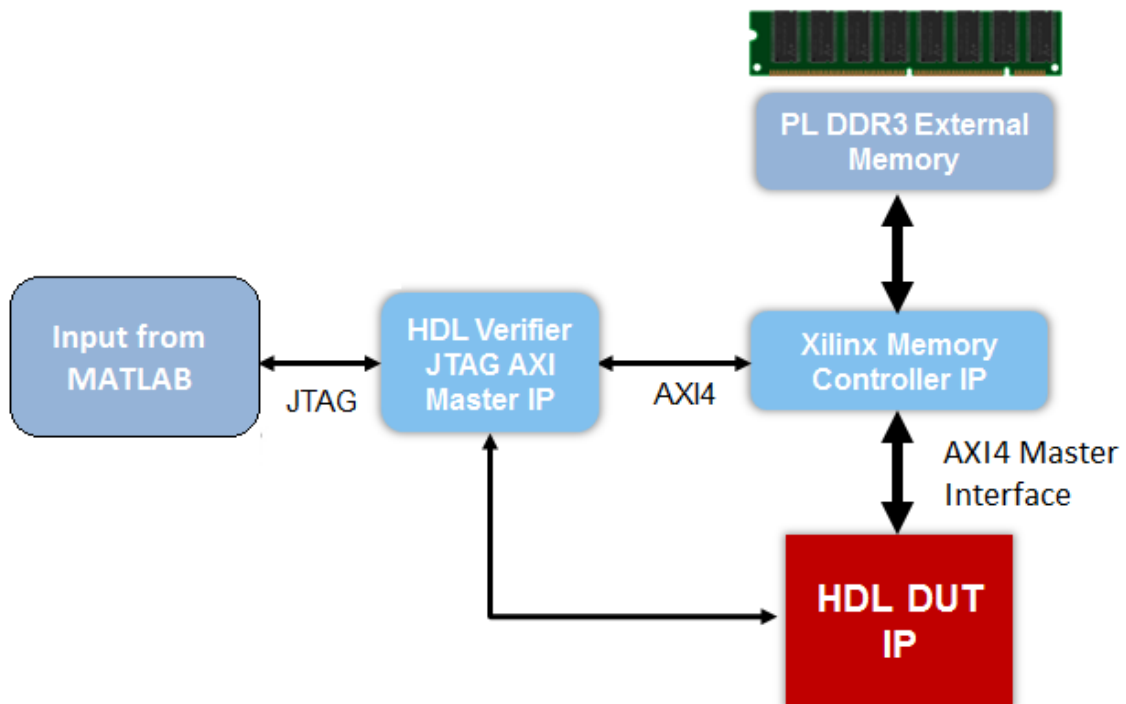 PL DDR3 External
Memory
Input from
MATLAB
JTAG
HDL Verifier
JTAG AXI
Master IP
AXI4
Xilinx Memory
Controller IP
AXI4 Master
Interface
HDL DUT
IP